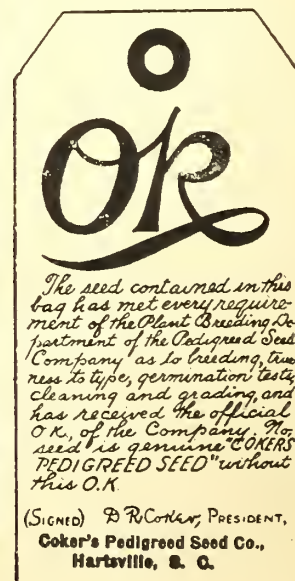 OK
The seed contained in this
bag has met every require-
ment of the Plant Breeding De-
partment of the Pedigreed Seed
Company as to breeding, true
ness to type, germination tests,
cleaning and grading, and
has received the official
O.K., of the Company. No
seed is genuine "COKERS
PEDIGREED SEED" without
this O.K.
(SIGNED) D R COKER, PRESIDENT,
Coker's Pedigreed Seed Co.,
Hartsville, S. C.